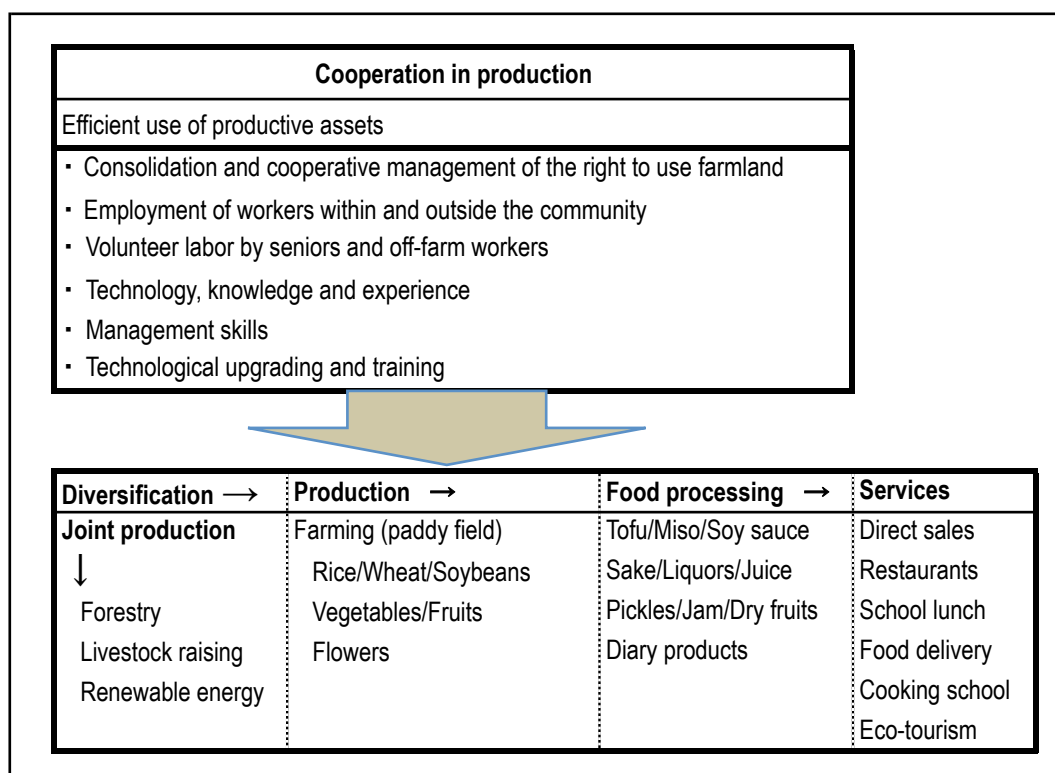 Cooperation in production
Efficient use of productive assets
・ Consolidation and cooperative management of the right to use farmland
・ Employment of workers within and outside the community
・ Volunteer labor by seniors and off-farm workers
・ Technology, knowledge and experience
・ Management skills
・ Technological upgrading and training
Diversification → Production → Food processing → Services
Joint production Farming (paddy field) Tofu/Miso/Soy sauce Direct sales
↓ Rice/Wheat/Soybeans Sake/Liquors/Juice Restaurants
Forestry Vegetables/Fruits Pickles/Jam/Dry fruits School lunch
Livestock raising Flowers Diary products Food delivery
Renewable energy Cooking school
Eco-tourism